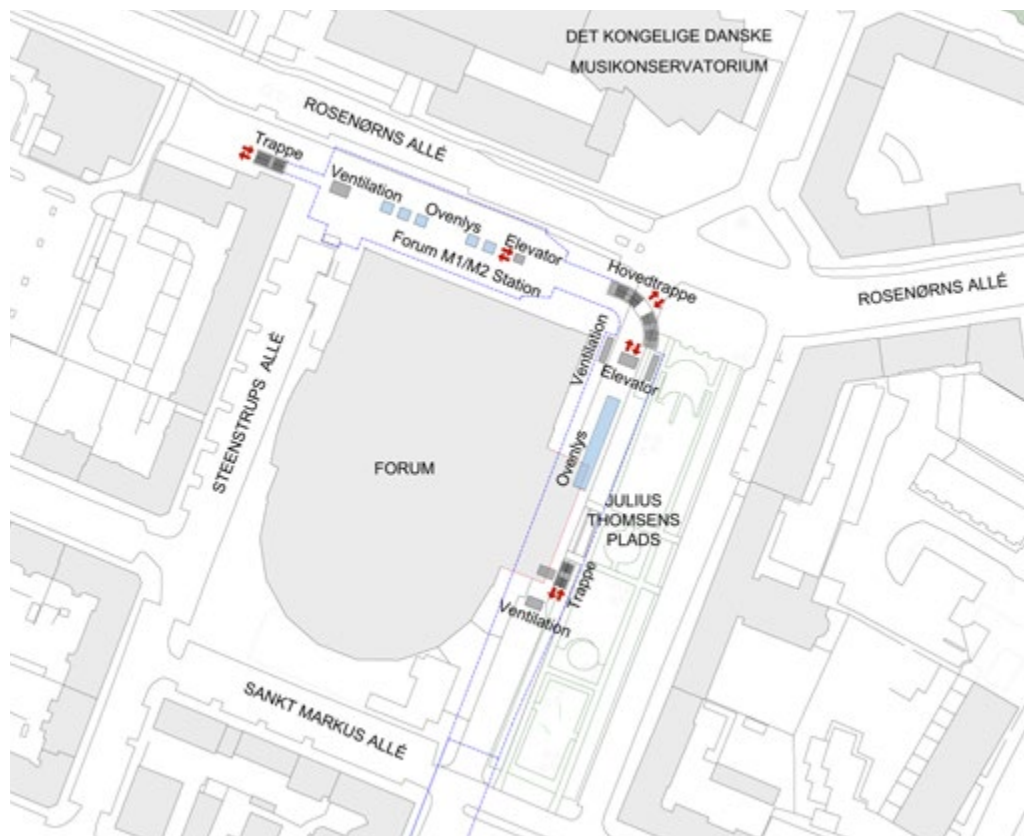 DET KONGELIGE DANSKE
MUSIKONSERVATORIUM
ROSENØRNS ALLÉ
Trappe
Ventilation
Ovenlys
Elevator
Forum M1/M2 Station
Hovedtrappe
ROSENØRNS ALLÉ
Ventilation
Elevator
STEENSTRUPS ALLÉ
Ovenlys
FORUM
JULIUS
THOMSENS
PLADS
Trappe
Ventilation
SANKT MARKUS ALLÉ